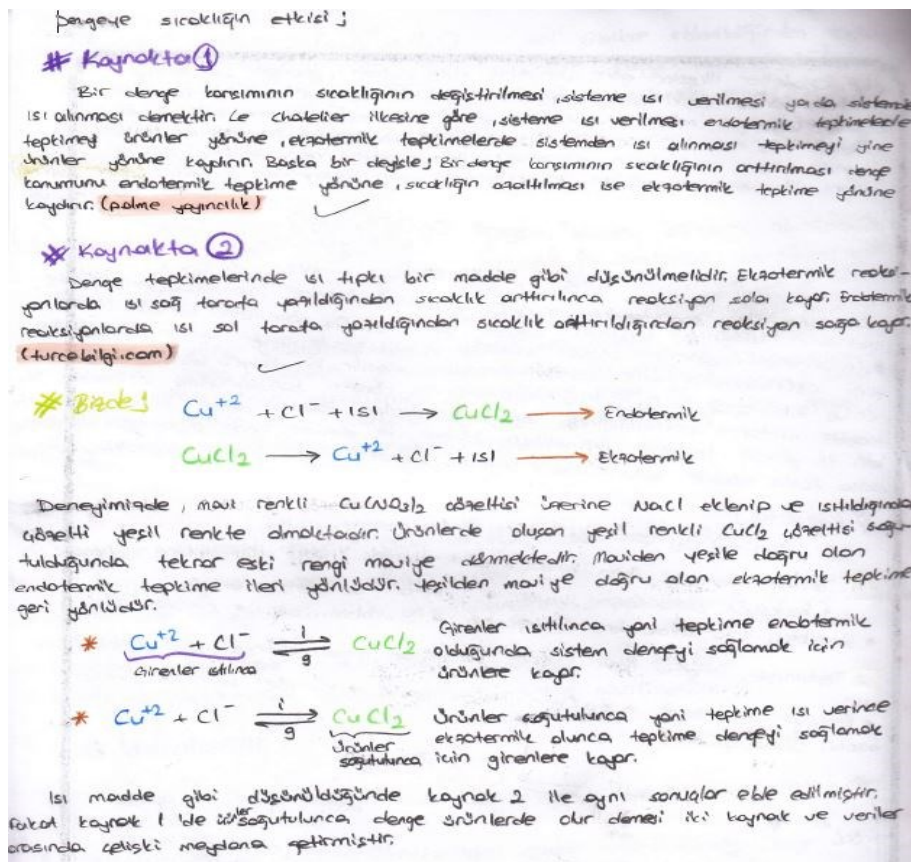 Dengeye sıcaklığın etkisi;
# Kaynakta 1
Bir denge karışımının sıcaklığının değiştirilmesi, sisteme ısı verilmesi yada sistemden
ısı alınması demektir. Le chatelier ilkesine göre, sisteme ısı verilmesi endotermik tepkimelerde
tepkimeyi ürünler yönüne, ekzotermik tepkimelerde sistemden ısı alınması tepkimeyi yine
ürünler yönüne kaydırır. Başka bir deyişle; Bir denge karışımının sıcaklığının arttırılması denge
konumunu endotermik tepkime yönüne, sıcaklığın azaltılması ise ekzotermik tepkime yönüne
kaydırır. (palme yayıncılık)
# Kaynakta 2
Denge tepkimelerinde ısı tıpkı bir madde gibi düşünülmelidir. Ekzotermik reaksi-
yonlarda ısı sağ tarafa yazıldığından sıcaklık arttırılınca reaksiyon sola kayar. Endotermik
reaksiyonlarda ısı sol tarafa yazıldığından sıcaklık arttırıldığından reaksiyon sağa kayar.
(turcebilgi.com)
# Bizde;
Cu⁺² + Cl⁻ + ısı → CuCl₂ → Endotermik
CuCl₂ → Cu⁺² + Cl⁻ + ısı → Ekzotermik
Deneyimizde, mavi renkli Cu(NO₃)₂ çözeltisi üzerine NaCl eklenip ve ısıtıldığında
çözelti yeşil renkte olmaktadır. Ürünlerde oluşan yeşil renkli CuCl₂ çözeltisi soğu-
tulduğunda tekrar eski rengi maviye dönmektedir. Maviden yeşile doğru olan
endotermik tepkime ileri yönlüdür. Yeşilden maviye doğru olan ekzotermik tepkime
geri yönlüdür.
* Cu⁺² + Cl⁻ i ⇌ g CuCl₂
Girenler ısıtılınca
Girenler ısıtılınca yani tepkime endotermik
olduğunda sistem dengeyi sağlamak için
ürünlere kayar.
* Cu⁺² + Cl⁻ i ⇌ g CuCl₂
Ürünler
soğutulunca
Ürünler soğutulunca yani tepkime ısı verince
ekzotermik olunca tepkime dengeyi sağlamak
için girenlere kayar.
Isı madde gibi düşünüldüğünde kaynak 2 ile aynı sonuçlar elde edilmiştir.
fakat kaynak 1 'de soğutulunca denge ürünlerde olur demesi iki kaynak ve veriler
arasında çelişki meydana getirmiştir.